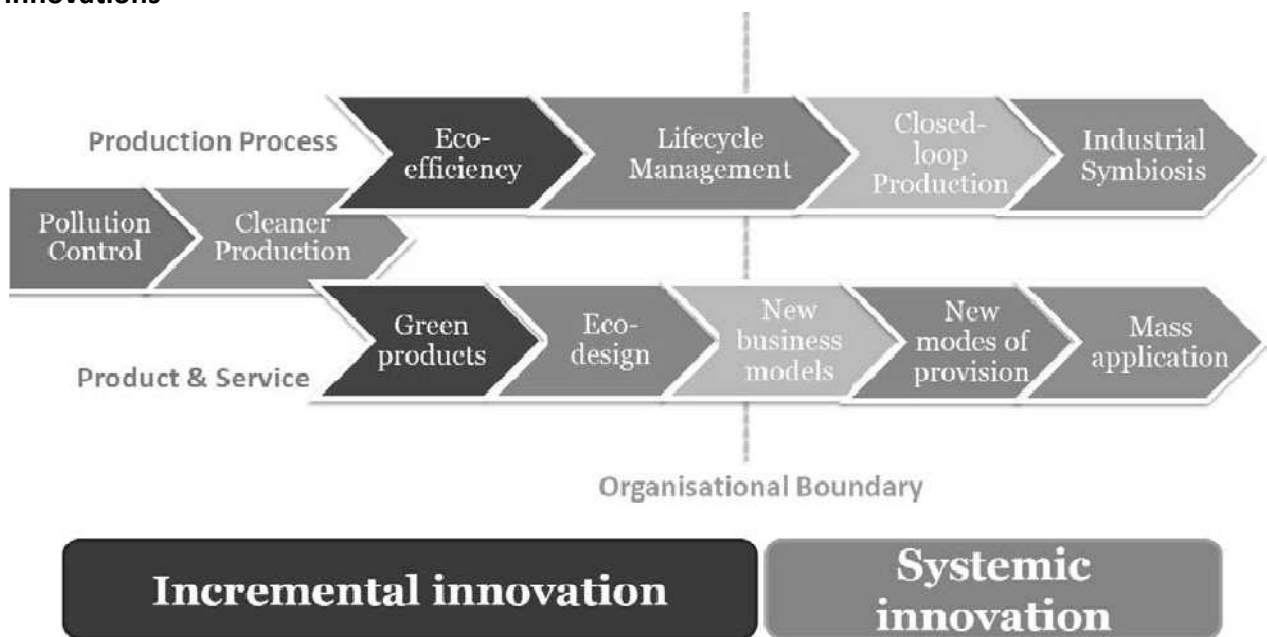 innovations
Production Process
Eco-
efficiency
Lifecycle
Management
Closed-
loop
Production
Industrial
Symbiosis
Pollution
Control
Cleaner
Production
Product & Service
Green
products
Eco-
design
New
business
models
New
modes of
provision
Mass
application
Organisational Boundary
Incremental innovation
Systemic
innovation